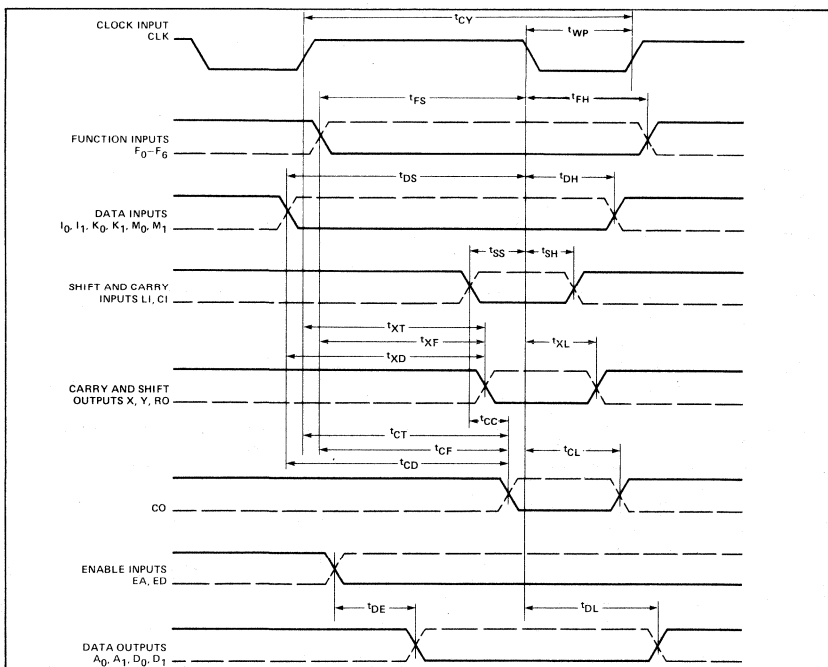 tCY
CLOCK INPUT
CLK
tWP
tFS
tFH
FUNCTION INPUTS
F0–F6
tDS
tDH
DATA INPUTS
I0, I1, K0, K1, M0, M1
tSS
tSH
SHIFT AND CARRY
INPUTS LI, CI
tXT
tXF
tXL
tXD
CARRY AND SHIFT
OUTPUTS X, Y, RO
tCC
tCT
tCF
tCL
tCD
CO
ENABLE INPUTS
EA, ED
tDE
tDL
DATA OUTPUTS
A0, A1, D0, D1